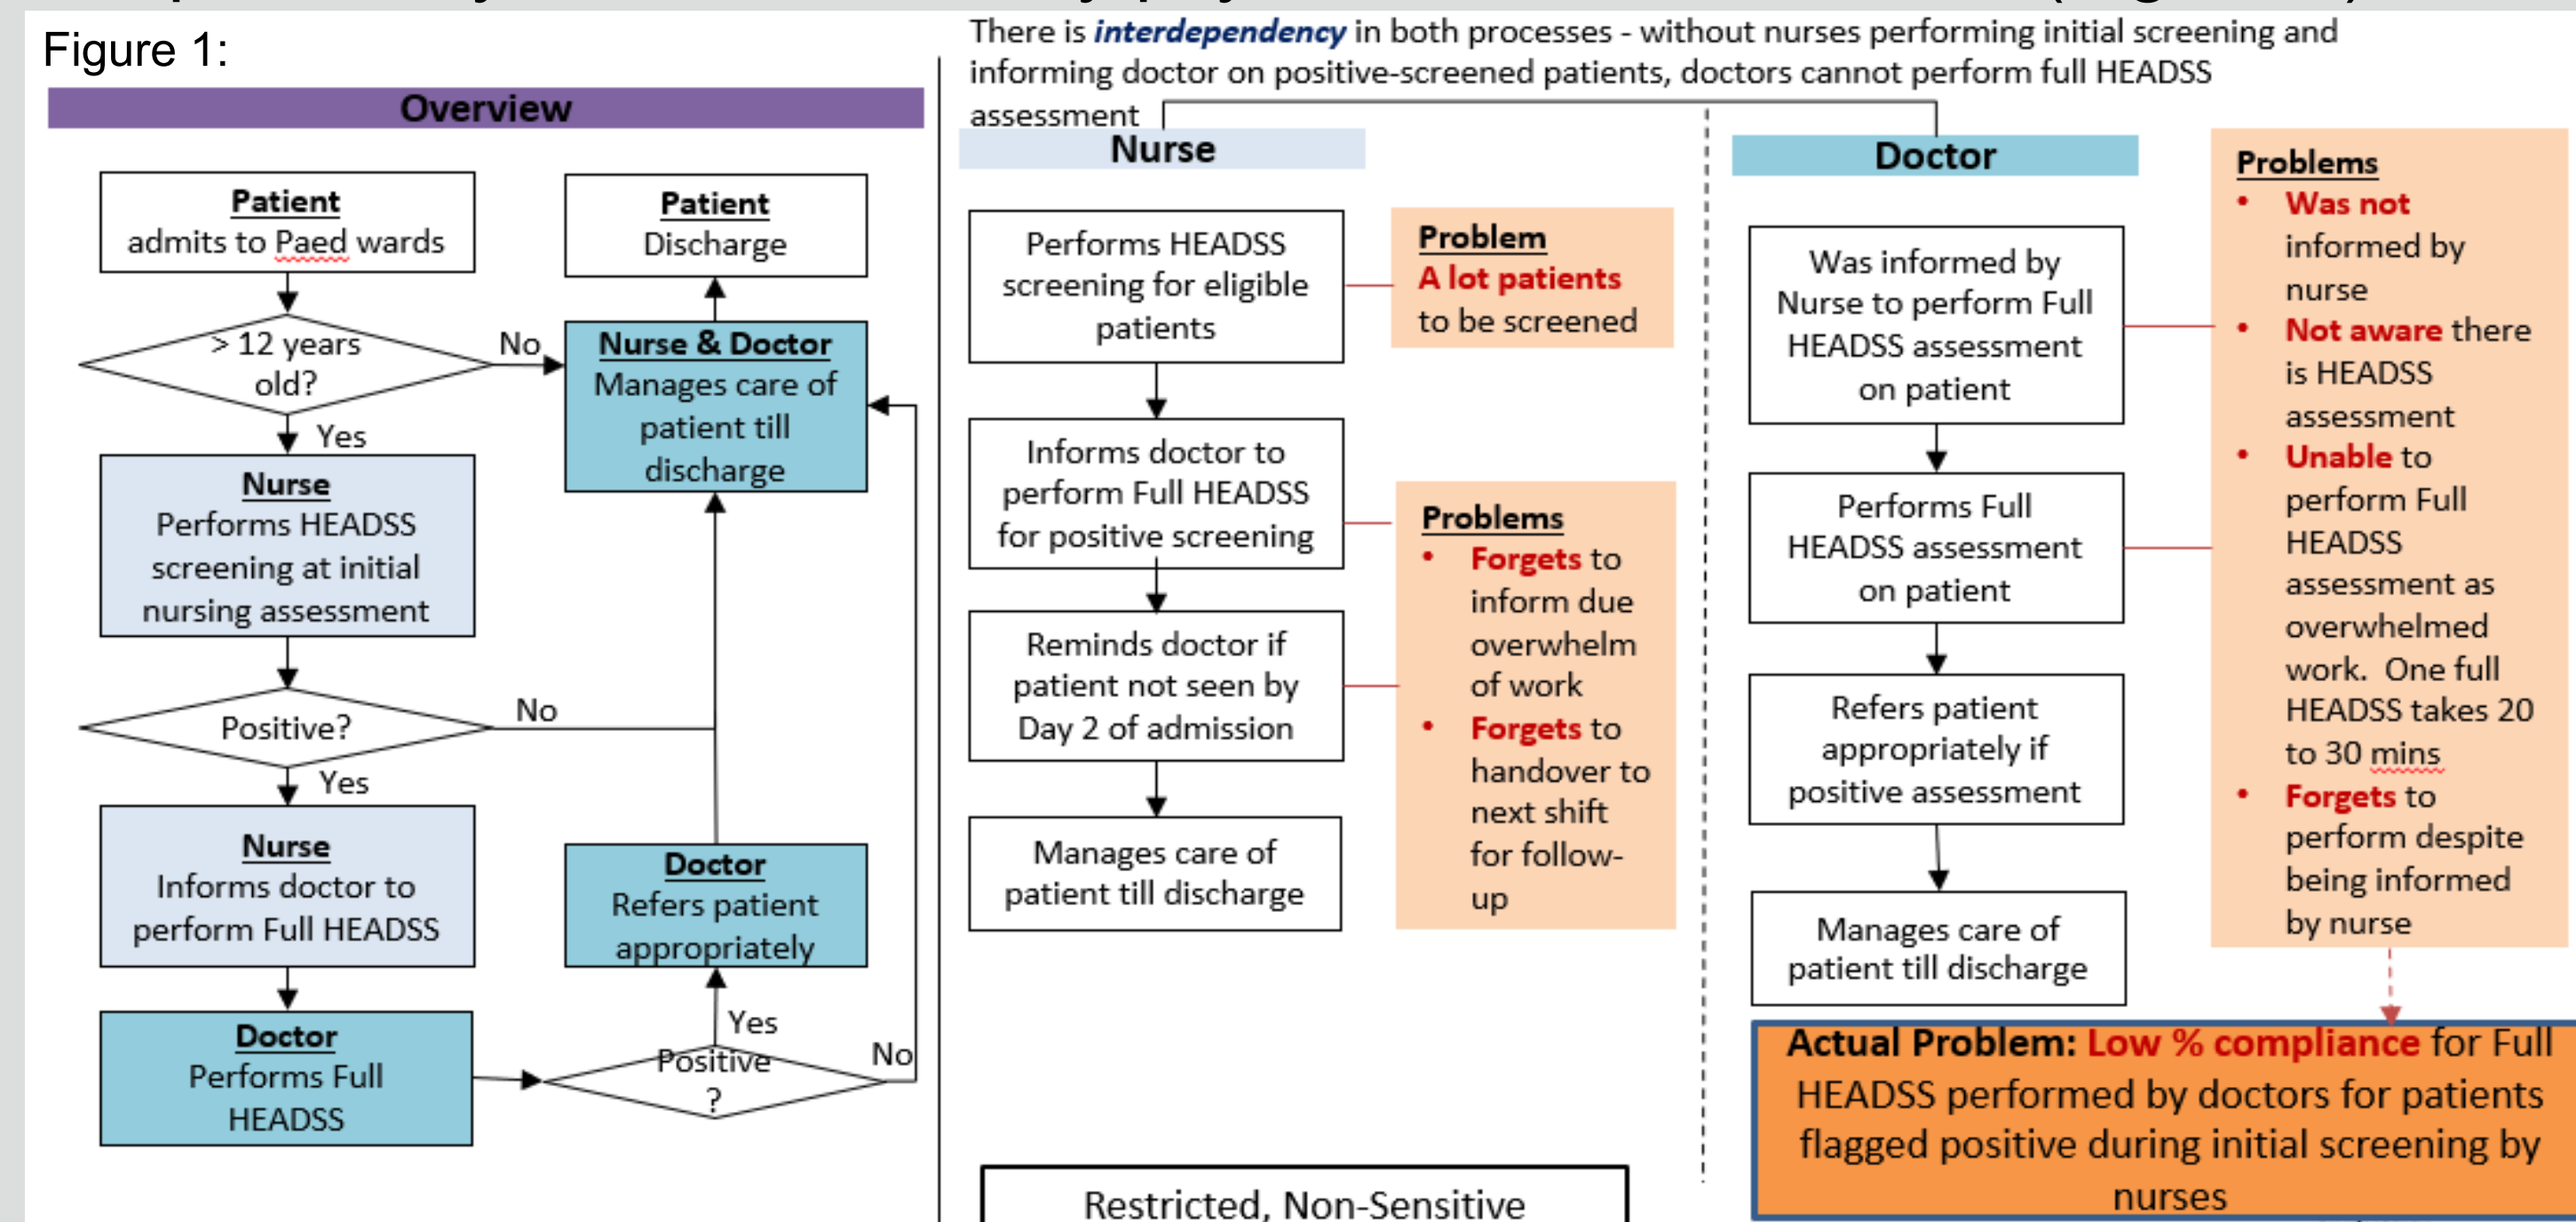 Figure 1:
Overview
Patient
admits to Paed wards
> 12 years
old?
No
Yes
Nurse
Performs HEADSS
screening at initial
nursing assessment
Positive?
No
Yes
Nurse
Informs doctor to
perform Full HEADSS
Doctor
Performs Full
HEADSS
Positive
?
Yes
No
Doctor
Refers patient
appropriately
Nurse & Doctor
Manages care of
patient till
discharge
Patient
Discharge
There is interdependency in both processes - without nurses performing initial screening and
informing doctor on positive-screened patients, doctors cannot perform full HEADSS
assessment
Nurse
Performs HEADSS
screening for eligible
patients
Problem
A lot patients
to be screened
Informs doctor to
perform Full HEADSS
for positive screening
Reminds doctor if
patient not seen by
Day 2 of admission
Manages care of
patient till discharge
Problems
• Forgets to
inform due
overwhelm
of work
• Forgets to
handover to
next shift
for follow-
up
Doctor
Was informed by
Nurse to perform Full
HEADSS assessment
on patient
Performs Full
HEADSS assessment
on patient
Refers patient
appropriately if
positive assessment
Manages care of
patient till discharge
Problems
• Was not
informed by
nurse
• Not aware there
is HEADSS
assessment
• Unable to
perform Full
HEADSS
assessment as
overwhelmed
work. One full
HEADSS takes 20
to 30 mins
• Forgets to
perform despite
being informed
by nurse
Actual Problem: Low % compliance for Full
HEADSS performed by doctors for patients
flagged positive during initial screening by
nurses
Restricted, Non-Sensitive